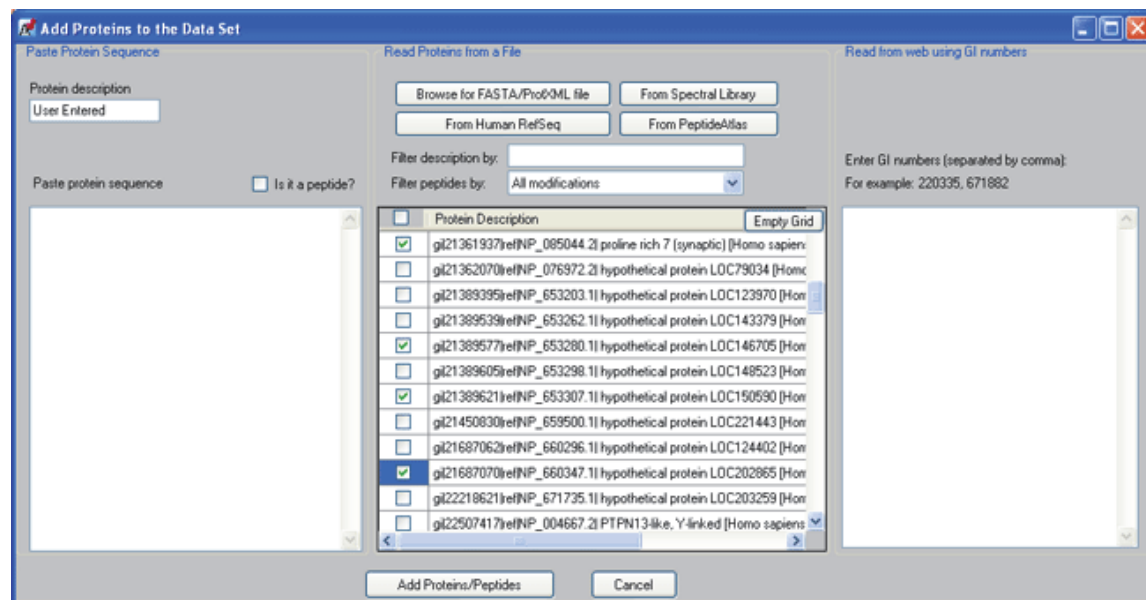 Add Proteins to the Data Set
Paste Protein Sequence
Protein description
User Entered
Paste protein sequence
Is it a peptide?
Read Proteins from a File
Browse for FASTA/ProtXML file
From Spectral Library
From Human RefSeq
From PeptideAtlas
Filter description by:
Filter peptides by:
All modifications
Protein Description
Empty Grid
gi|21361937|ref|NP_085044.2| proline rich 7 (synaptic) [Homo sapiens
gi|21362070|ref|NP_076972.2| hypothetical protein LOC79034 [Homo
gi|21389395|ref|NP_653203.1| hypothetical protein LOC123970 [Hom
gi|21389539|ref|NP_653262.1| hypothetical protein LOC143379 [Hom
gi|21389577|ref|NP_653280.1| hypothetical protein LOC146705 [Hom
gi|21389605|ref|NP_653298.1| hypothetical protein LOC148523 [Hom
gi|21389621|ref|NP_653307.1| hypothetical protein LOC150590 [Hom
gi|21450830|ref|NP_659500.1| hypothetical protein LOC221443 [Hom
gi|21687062|ref|NP_660296.1| hypothetical protein LOC124402 [Hom
gi|21687070|ref|NP_660347.1| hypothetical protein LOC202865 [Hom
gi|22218621|ref|NP_671735.1| hypothetical protein LOC203259 [Hom
gi|22507417|ref|NP_004667.2| PTPN13-like, Y-linked [Homo sapiens
Read from web using GI numbers
Enter GI numbers (separated by comma):
For example: 220335, 671882
Add Proteins/Peptides
Cancel